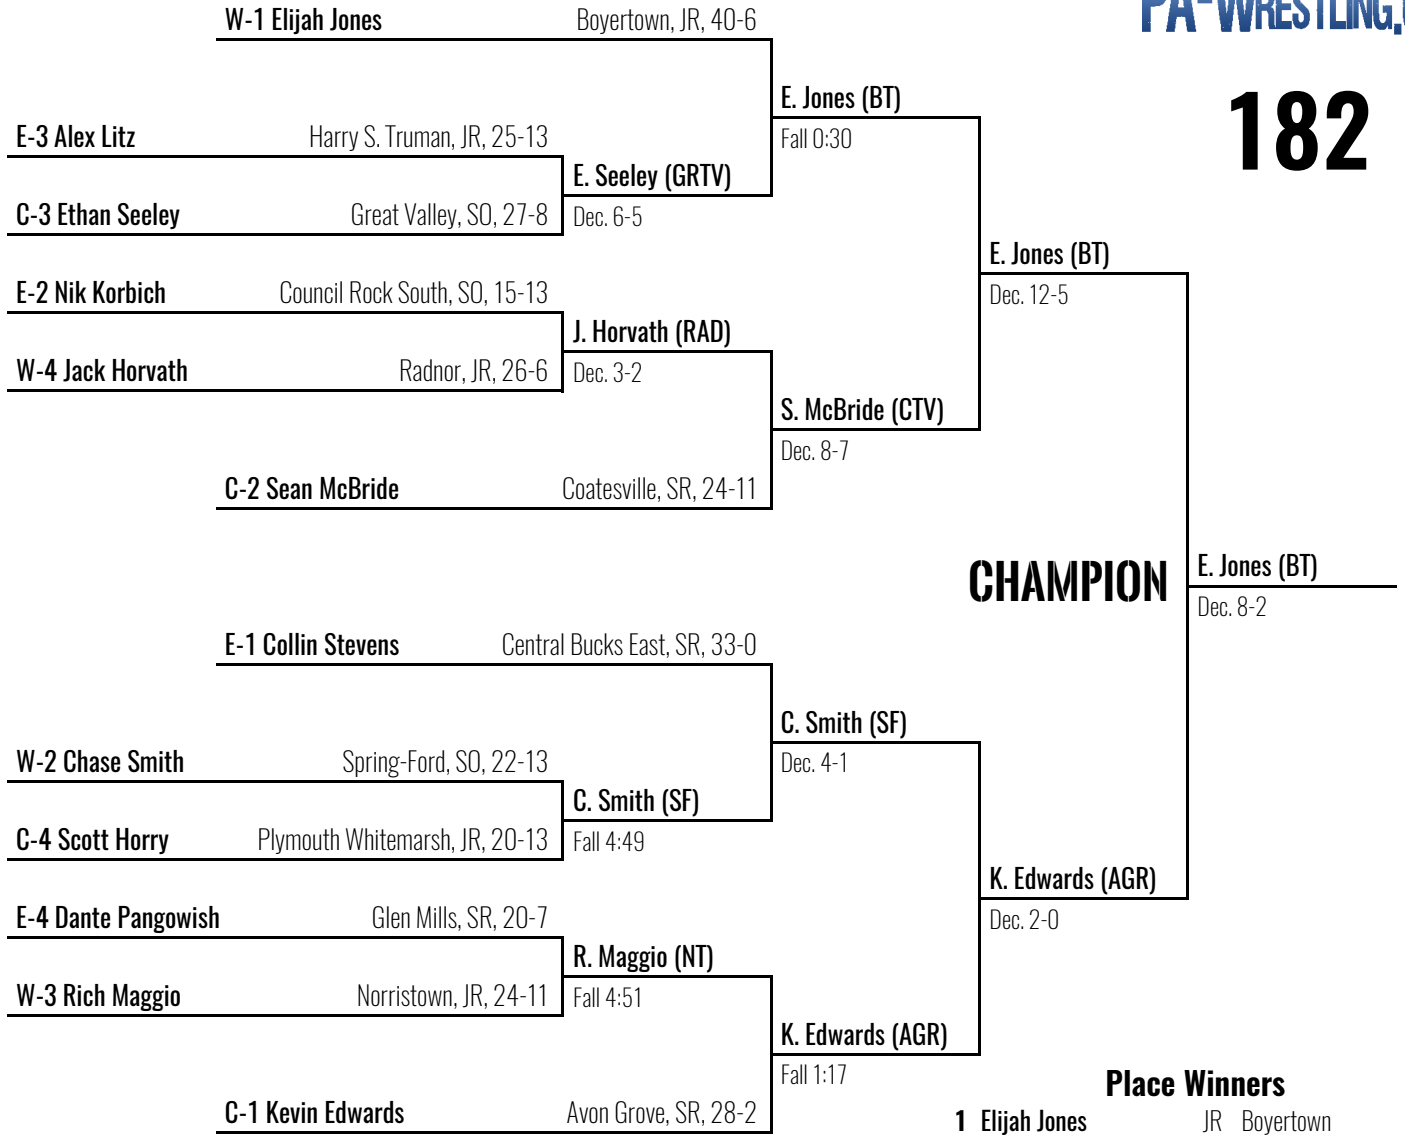 W-1 Elijah Jones Boyertown, JR, 40-6
PA-WRESTLING.
182
E. Jones (BT)
Fall 0:30
E-3 Alex Litz Harry S. Truman, JR, 25-13
E. Seeley (GRTV)
C-3 Ethan Seeley Great Valley, SO, 27-8
Dec. 6-5
E. Jones (BT)
Dec. 12-5
E-2 Nik Korbich Council Rock South, SO, 15-13
J. Horvath (RAD)
W-4 Jack Horvath Radnor, JR, 26-6
Dec. 3-2
S. McBride (CTV)
Dec. 8-7
C-2 Sean McBride Coatesville, SR, 24-11
CHAMPION
E. Jones (BT)
Dec. 8-2
E-1 Collin Stevens Central Bucks East, SR, 33-0
C. Smith (SF)
Dec. 4-1
W-2 Chase Smith Spring-Ford, SO, 22-13
C. Smith (SF)
C-4 Scott Horry Plymouth Whitemarsh, JR, 20-13
Fall 4:49
K. Edwards (AGR)
Dec. 2-0
E-4 Dante Pangowish Glen Mills, SR, 20-7
R. Maggio (NT)
W-3 Rich Maggio Norristown, JR, 24-11
Fall 4:51
K. Edwards (AGR)
Fall 1:17
C-1 Kevin Edwards Avon Grove, SR, 28-2
Place Winners
1 Elijah Jones JR Boyertown